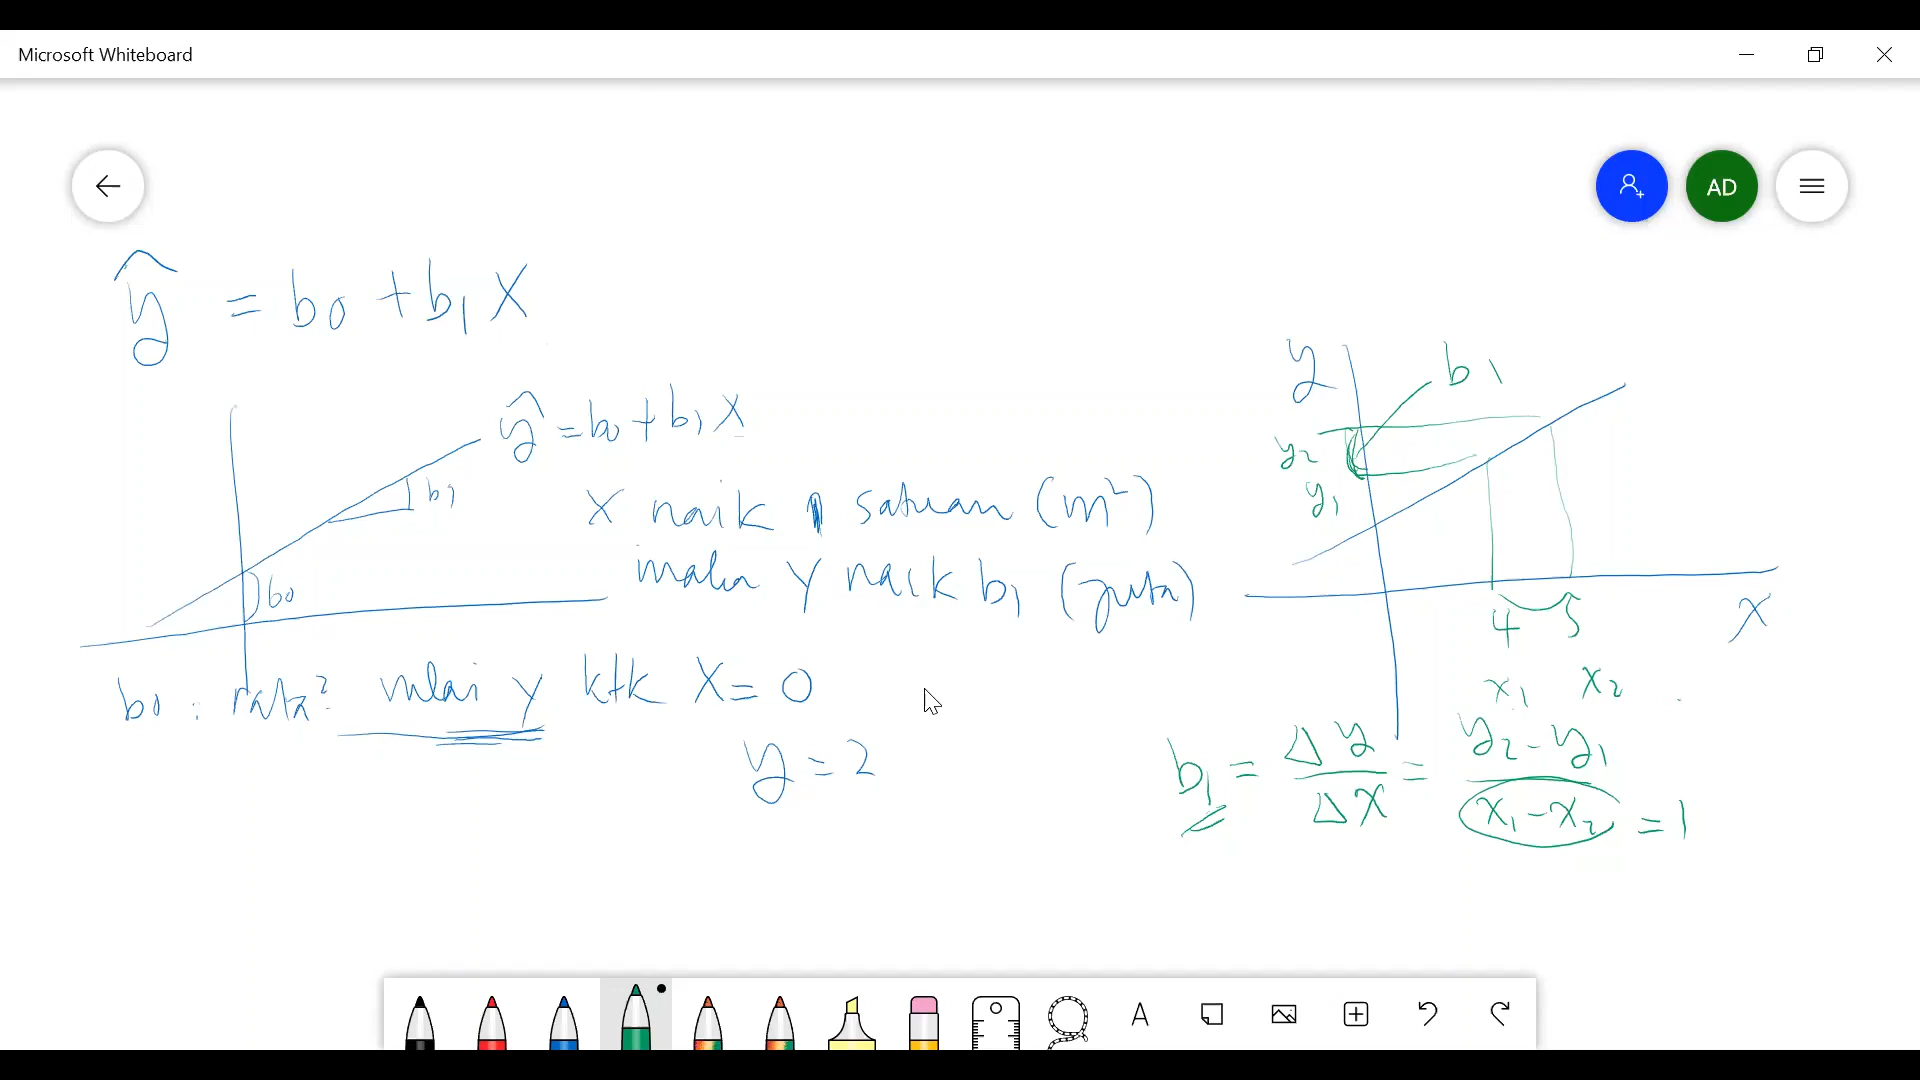 Microsoft Whiteboard
AD
ŷ = b0 + b1 X
ŷ = b0 + b1 X
b1
b0
X naik 1 satuan (m²)
maka y naik b1 (juta)
b0 : rata² nilai y ktk X = 0
y = 2
y
b1
y2
y1
4 5
X
x1 x2
b1 = Δy / ΔX = y2 - y1 / x1 - x2 = 1
A